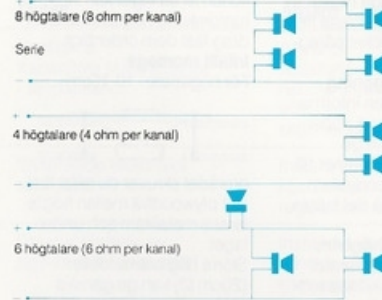 8 högtalare (8 ohm per kanal)
Serie
4 högtalare (4 ohm per kanal)
6 högtalare (6 ohm per kanal)